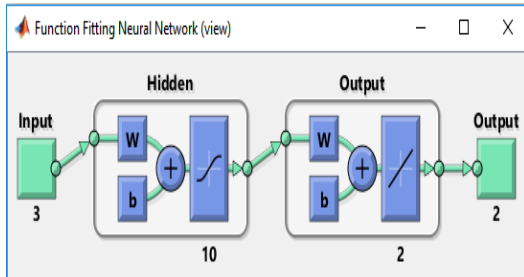 Function Fitting Neural Network (view)
Hidden
Output
Input
Output
W
W
+
+
b
b
3
2
10
2